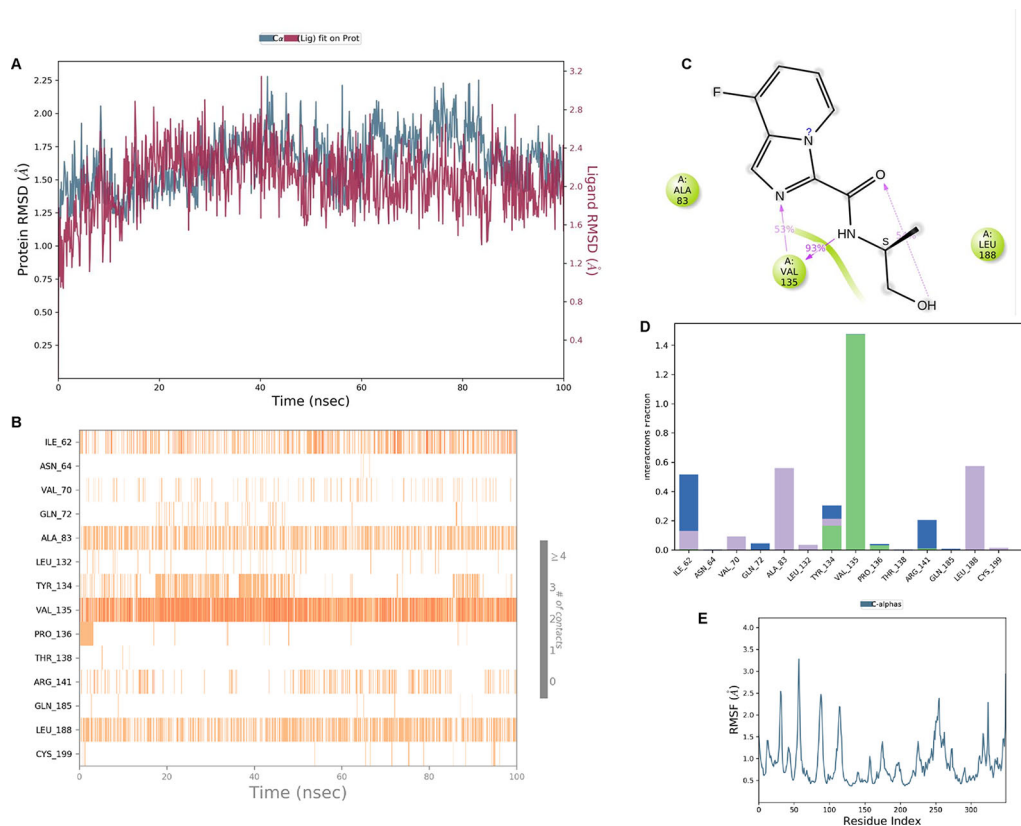 Cα (Lig) fit on Prot
A
Protein RMSD (Å)
2.25
2.00
1.75
1.50
1.25
1.00
0.75
0.50
0.25
3.2
2.8
2.4
2.0
1.6
1.2
0.8
0.4
Ligand RMSD (Å)
0 20 40 60 80 100
Time (nsec)
B
ILE_62
ASN_64
VAL_70
GLN_72
ALA_83
LEU_132
TYR_134
VAL_135
PRO_136
THR_138
ARG_141
GLN_185
LEU_188
CYS_199
0 20 40 60 80 100
Time (nsec)
≥ 4
3
2
1
0
# of contacts
C
F
?
N
N
O
HN
S
OH
A:
ALA
83
A:
LEU
188
A:
VAL
135
53%
93%
D
Interactions Fraction
1.4
1.2
1.0
0.8
0.6
0.4
0.2
0.0
ILE_62
ASN_64
VAL_70
GLN_72
ALA_83
LEU_132
TYR_134
VAL_135
PRO_136
THR_138
ARG_141
GLN_185
LEU_188
CYS_199
C-alphas
E
RMSF (Å)
4.0
3.5
3.0
2.5
2.0
1.5
1.0
0.5
0 50 100 150 200 250 300
Residue Index